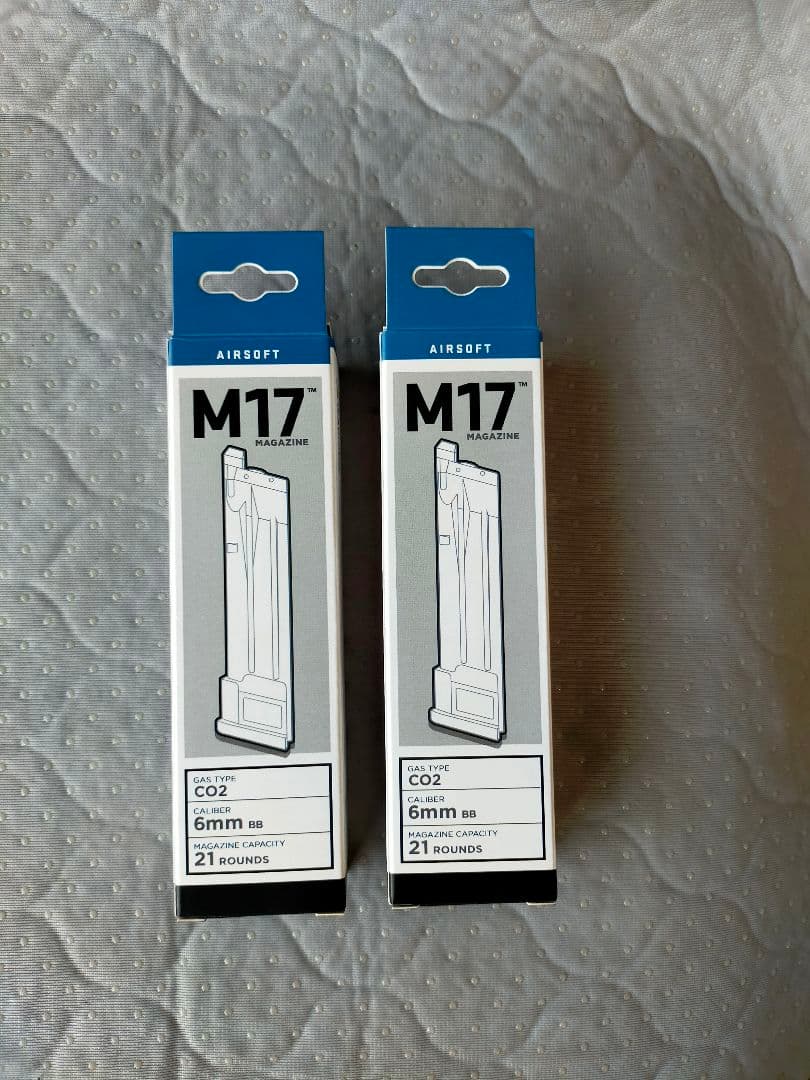 AIRSOFT
M17™
MAGAZINE
GAS TYPE
CO2
CALIBER
6mm BB
MAGAZINE CAPACITY
21 ROUNDS
AIRSOFT
M17™
MAGAZINE
GAS TYPE
CO2
CALIBER
6mm BB
MAGAZINE CAPACITY
21 ROUNDS